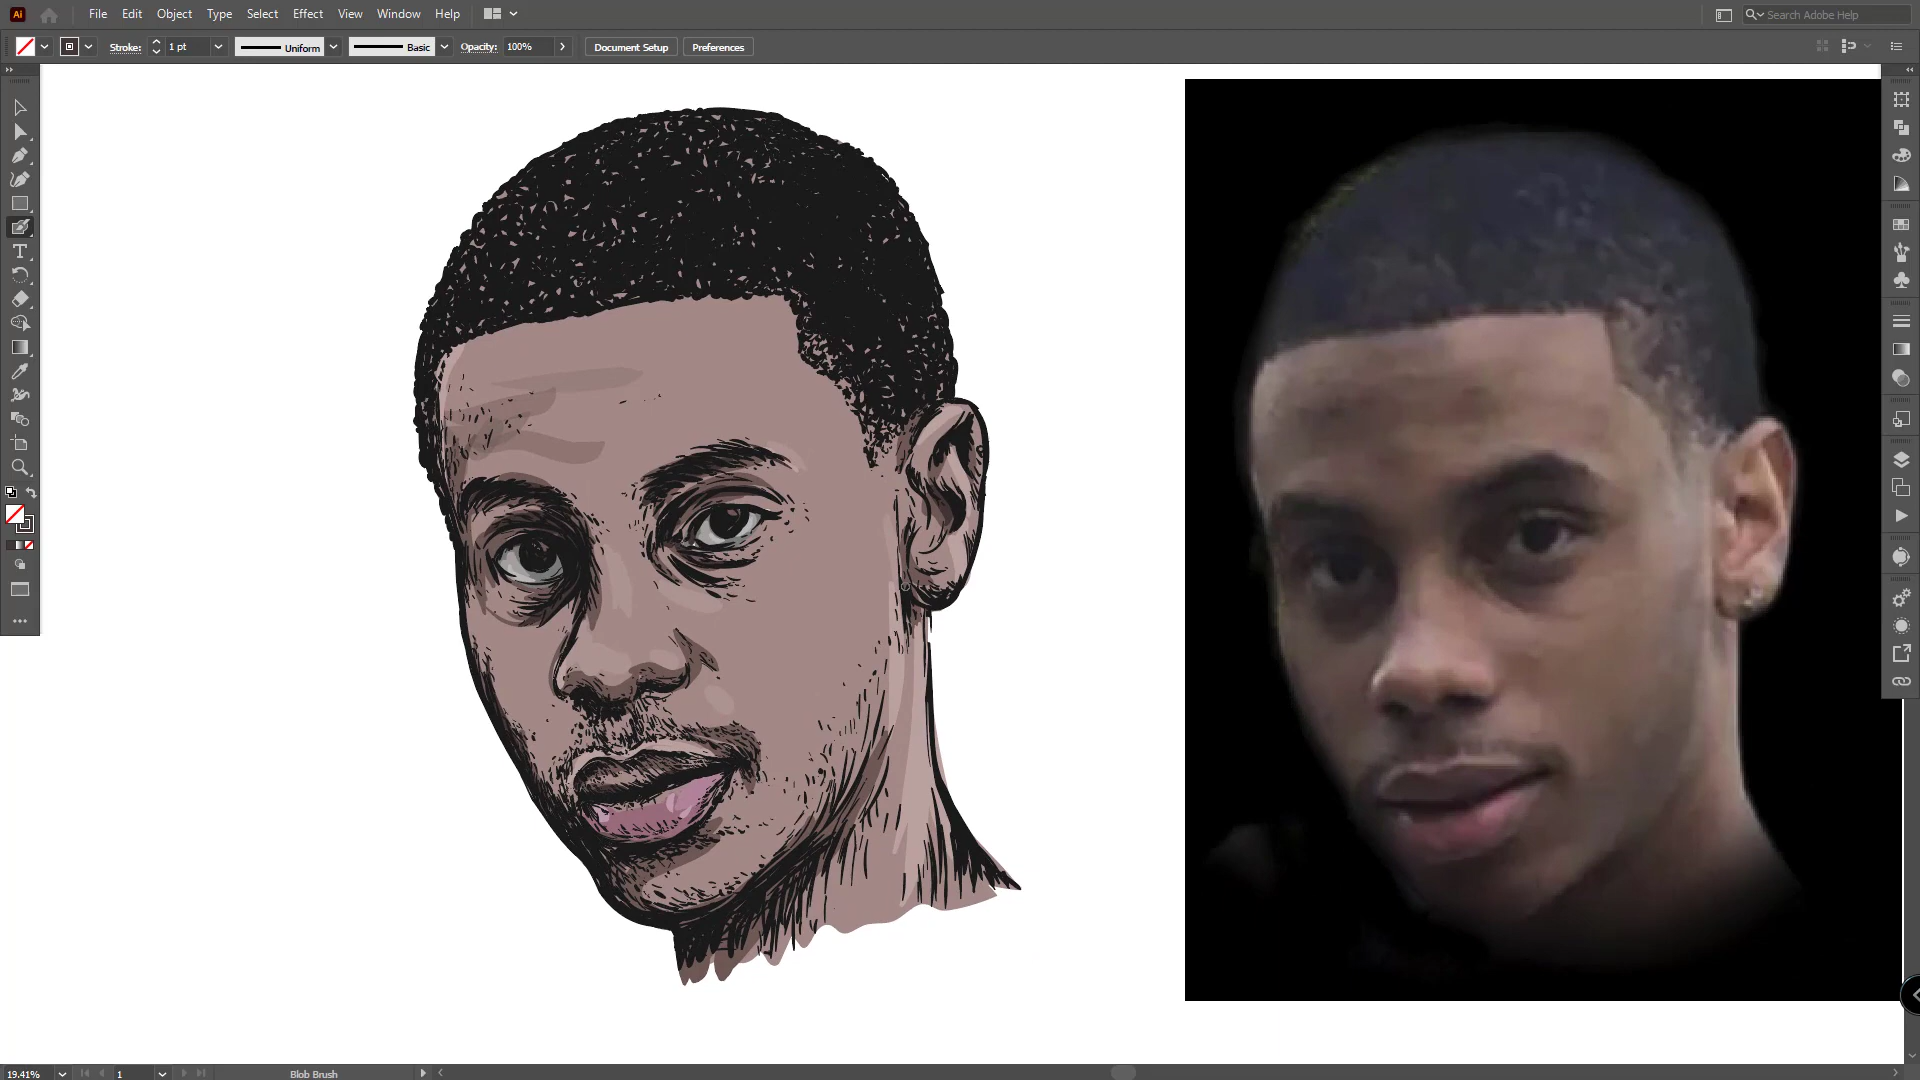 Ai File Edit Object Type Select Effect View Window Help Search Adobe Help
Stroke: 1 pt Uniform Basic Opacity: 100% Document Setup Preferences
19.41% 1 Blob Brush